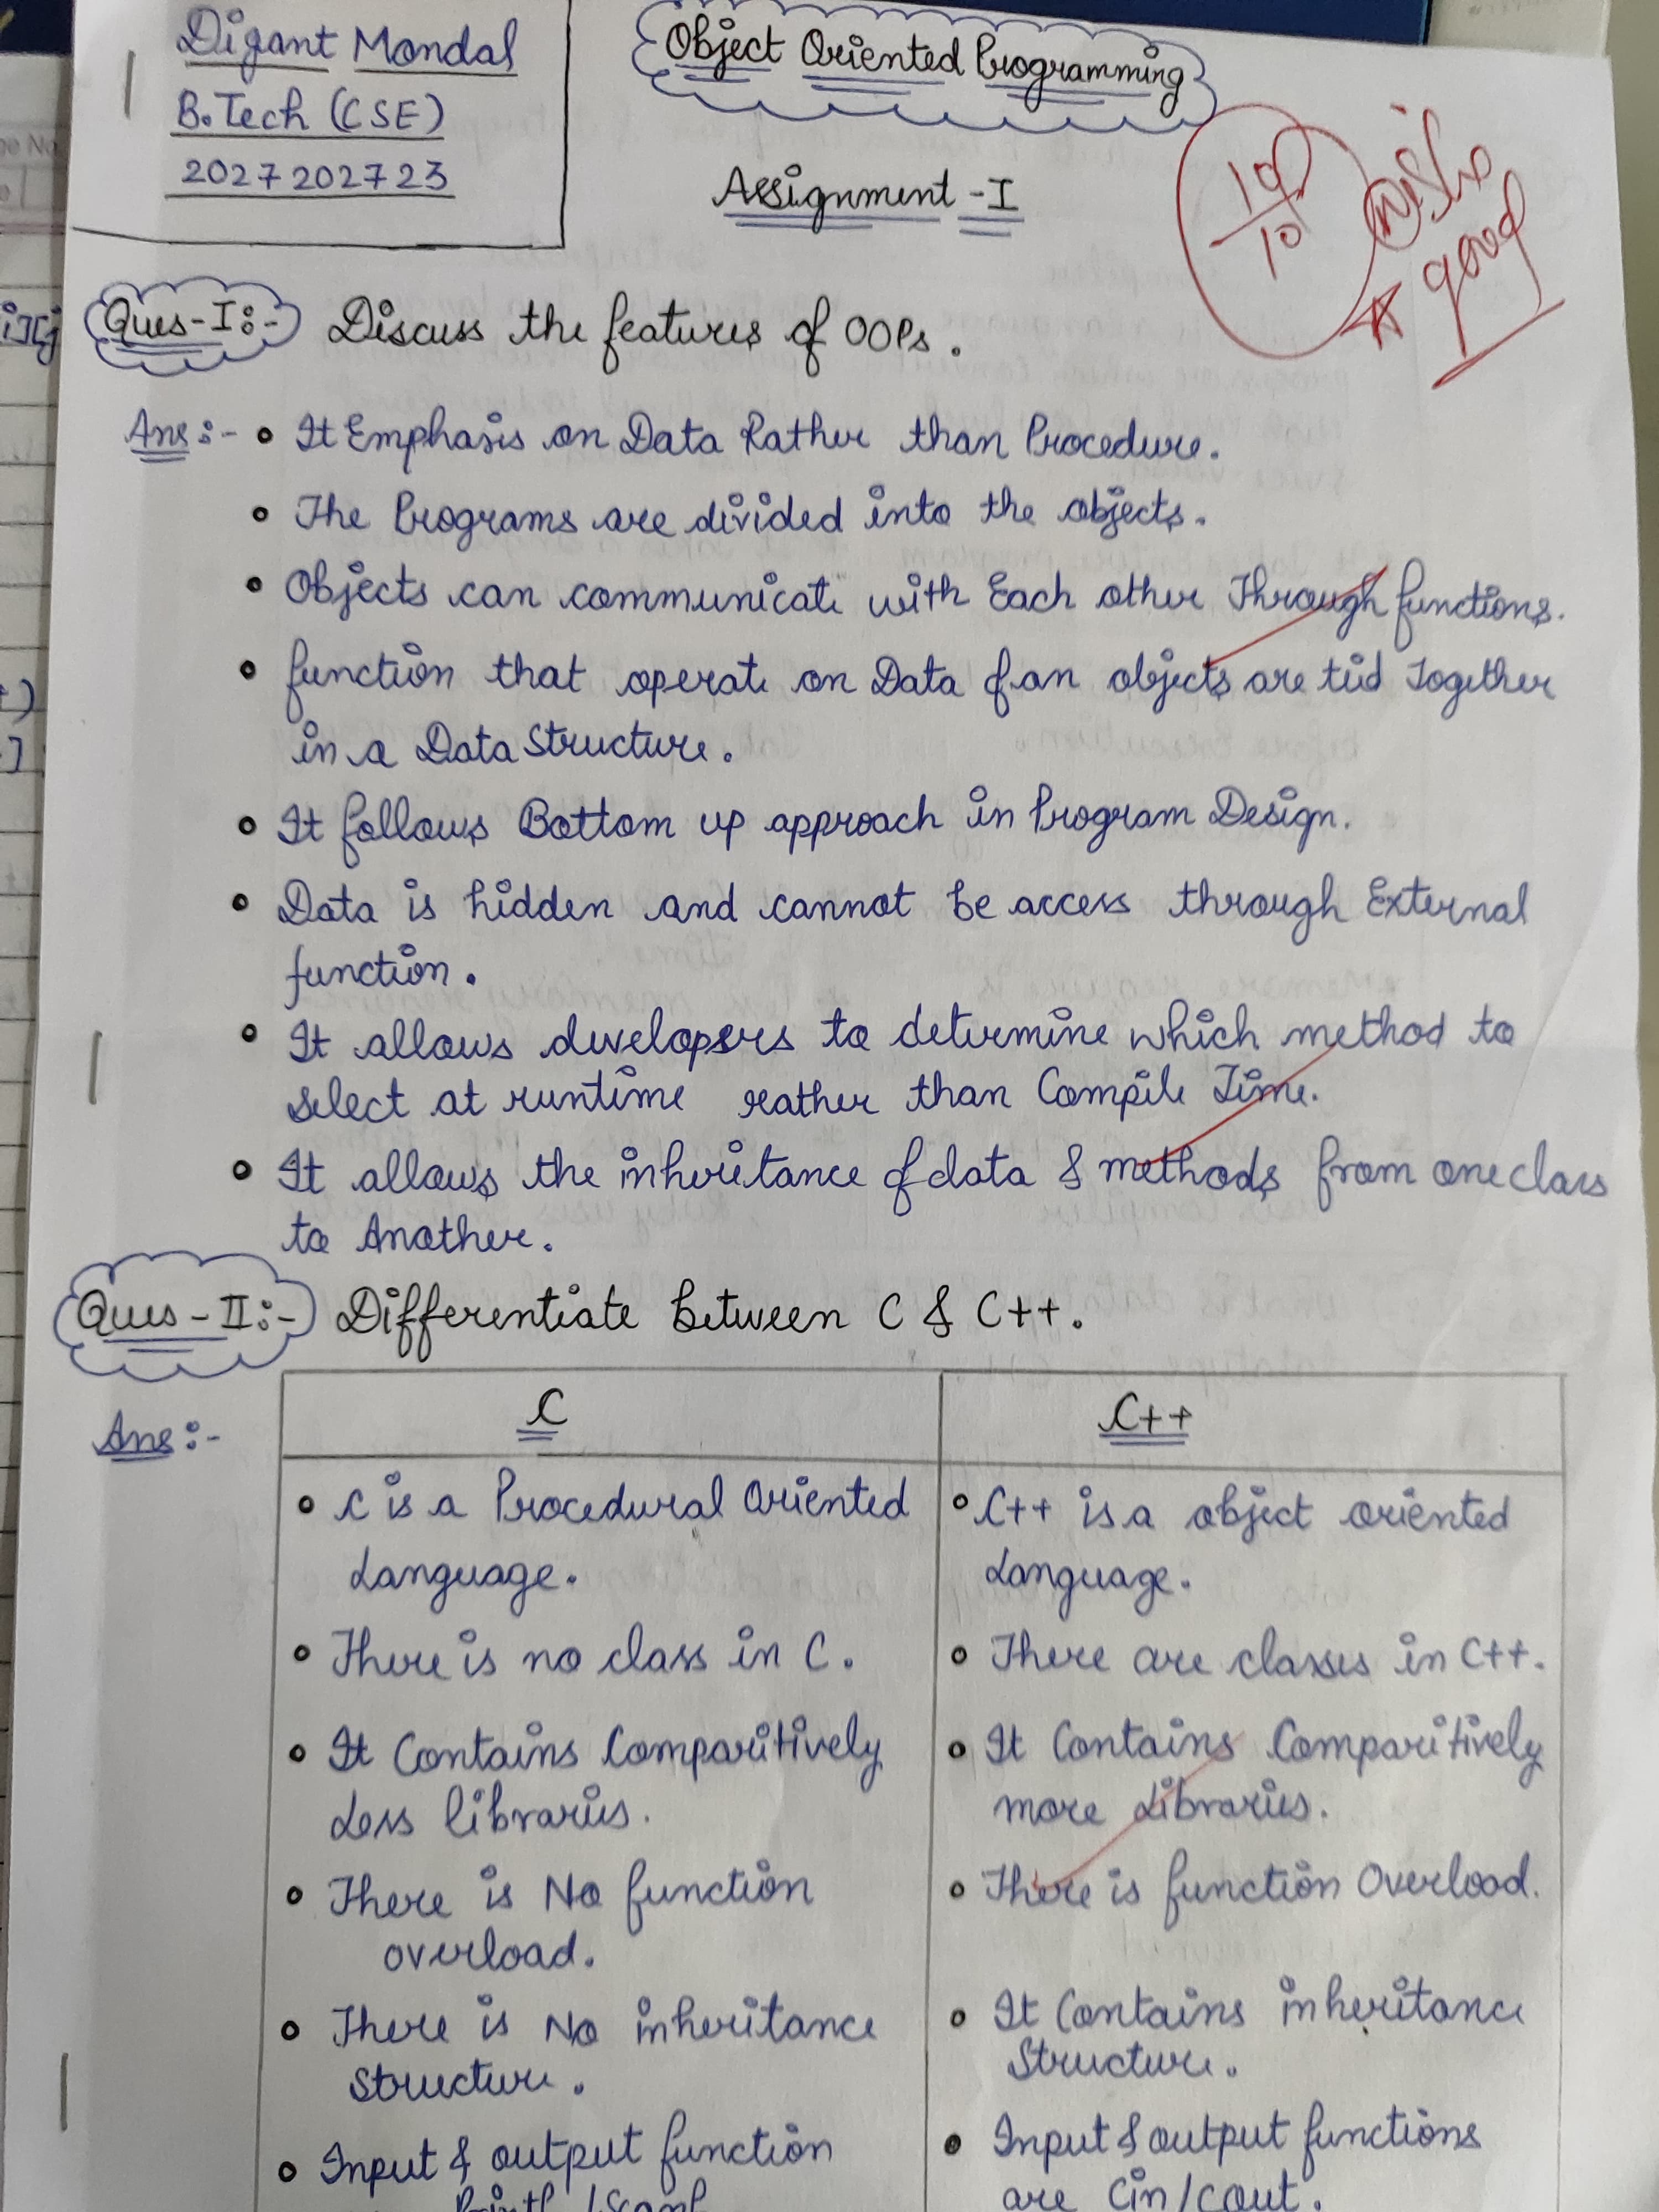 Digant Mondal
B.Tech (CSE)
202720 2723
Object Oriented Programming
Assignment - I
10/10
good
Ques-I:- Discuss the features of OOPs.
Ans:- • It Emphasis on Data Rather than Procedure.
• The Programs are divided into the objects.
• Objects can communicate with Each other Through functions.
• function that operate on Data of an objects are tied Together
in a Data Structure.
• It follows Bottom up approach in Program Design.
• Data is hidden and cannot be access through External
function.
• It allows developers to determine which method to
select at runtime rather than Compile Time.
• It allows the inheritance of data & methods from one class
to Another.
Ques-II:- Differentiate Between C & C++.
Ans:-
C
C++
• C is a Procedural Oriented
Language.
• C++ is a object oriented
Language.
• There is no class in C.
• There are classes in C++.
• It Contains Comparitively
Less libraries.
• It Contains Comparitively
more Libraries.
• There is No function
overload.
• There is function Overload.
• There is No inheritance
Structure.
• It Contains inheritance
Structure.
• Input & output function
Printf / Scanf
• Input & output functions
are Cin/cout.